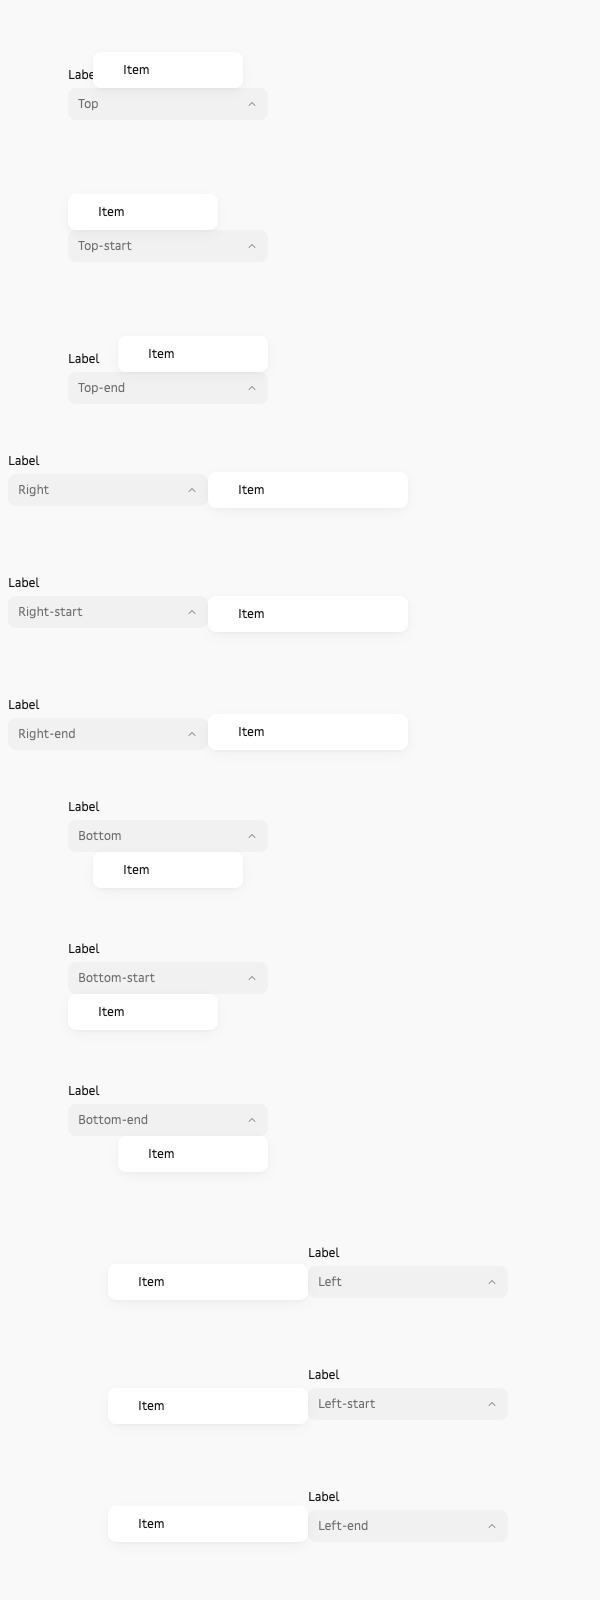 Item
Labe
Top
Item
Top-start
Item
Label
Top-end
Label
Right
Item
Label
Right-start
Item
Label
Right-end
Item
Label
Bottom
Item
Label
Bottom-start
Item
Label
Bottom-end
Item
Label
Item
Left
Label
Left-start
Item
Label
Item
Left-end